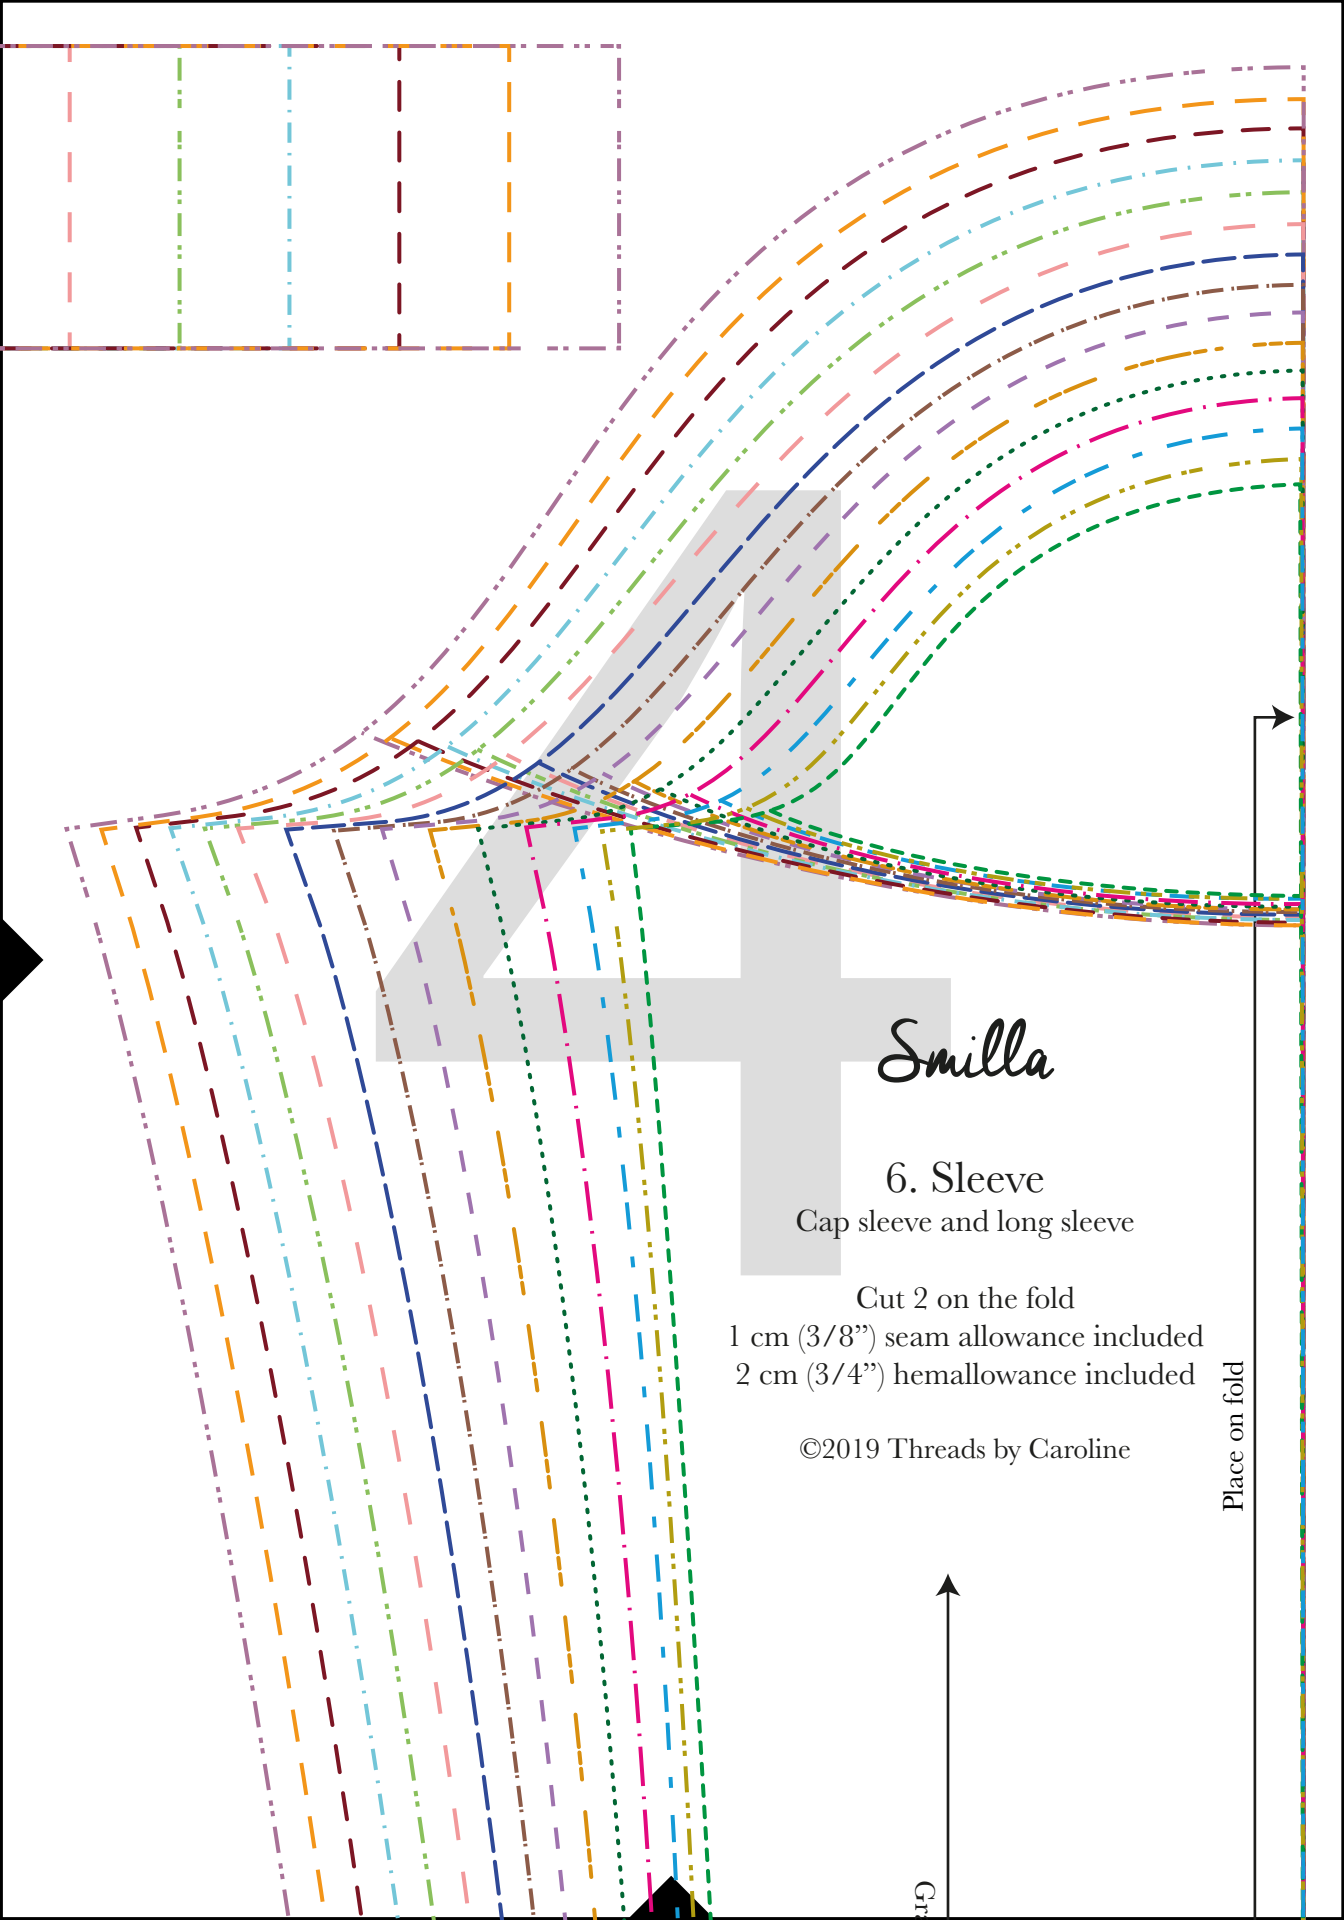 4
Smilla
6. Sleeve
Cap sleeve and long sleeve
Cut 2 on the fold
1 cm (3/8”) seam allowance included
2 cm (3/4”) hemallowance included
©2019 Threads by Caroline
Place on fold